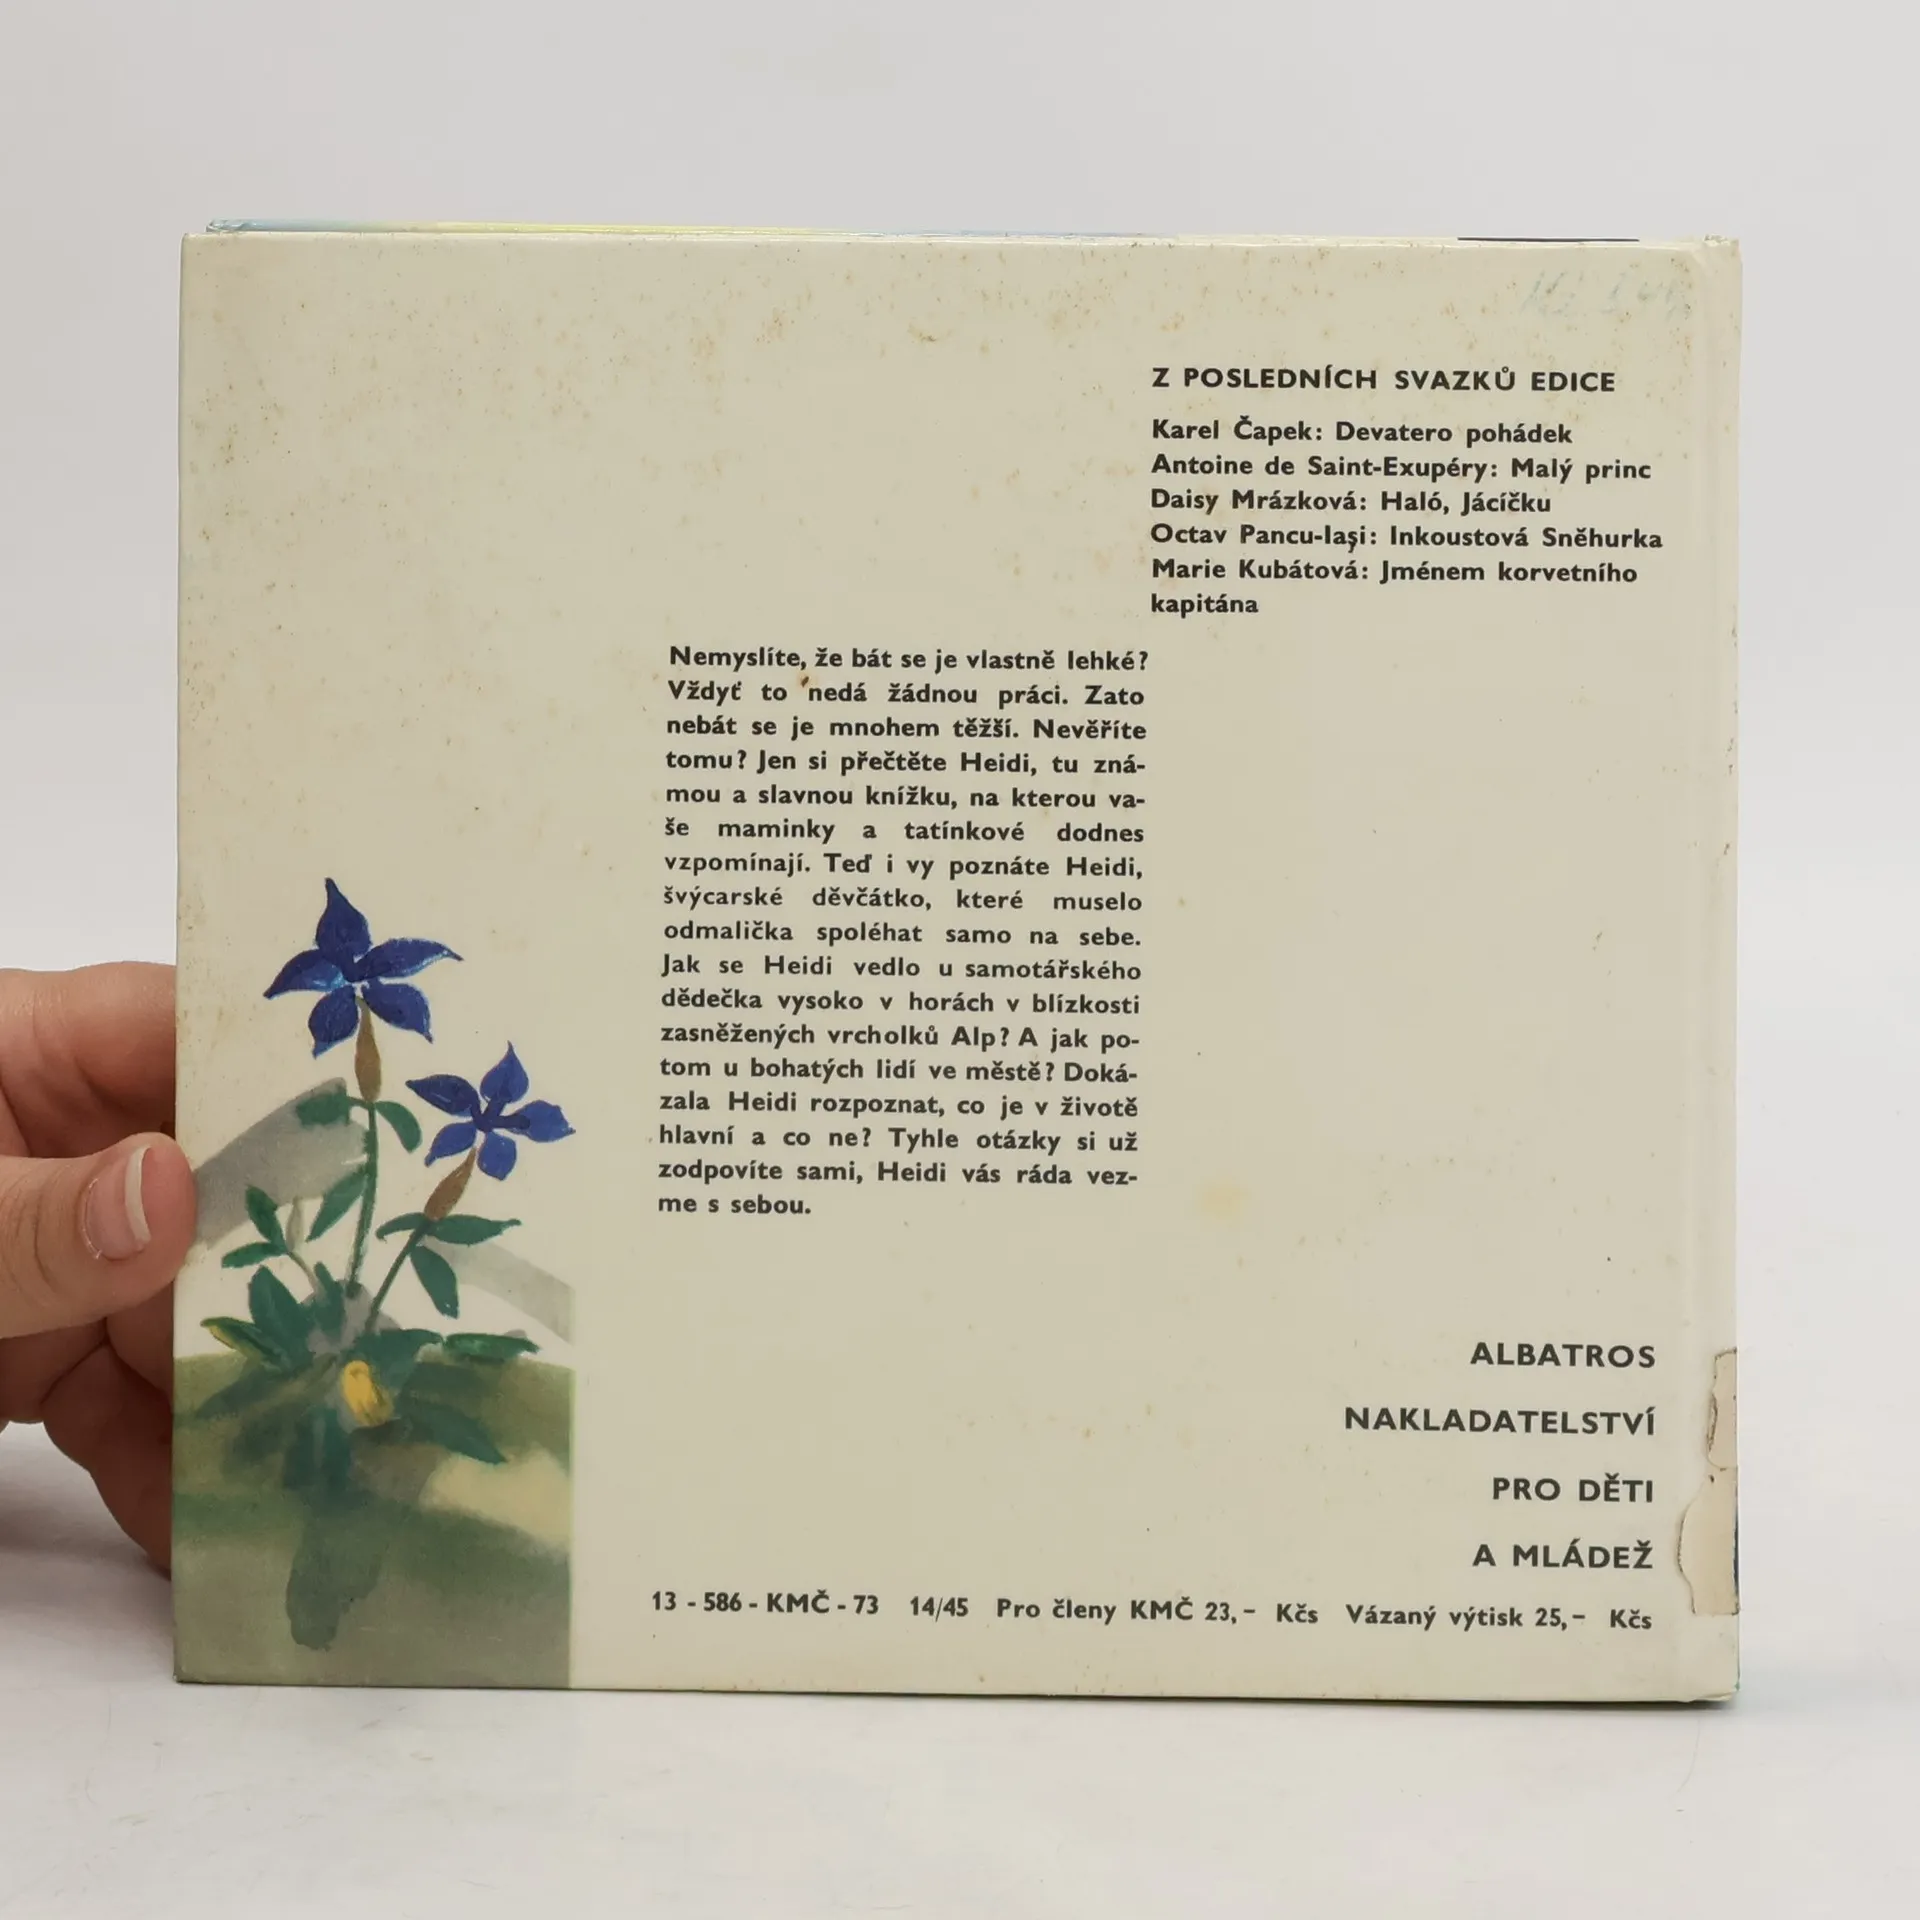 Z POSLEDNÍCH SVAZKŮ EDICE
Karel Čapek: Devatero pohádek
Antoine de Saint-Exupéry: Malý princ
Daisy Mrázková: Haló, Jácíčku
Octav Pancu-Iaşi: Inkoustová Sněhurka
Marie Kubátová: Jménem korvetního
kapitána
Nemyslíte, že bát se je vlastně lehké?
Vždyť to nedá žádnou práci. Zato
nebát se je mnohem těžší. Nevěříte
tomu? Jen si přečtěte Heidi, tu zná-
mou a slavnou knížku, na kterou va-
še maminky a tatínkové dodnes
vzpomínají. Teď i vy poznáte Heidi,
švýcarské děvčátko, které muselo
odmalička spoléhat samo na sebe.
Jak se Heidi vedlo u samotářského
dědečka vysoko v horách v blízkosti
zasněžených vrcholků Alp? A jak po-
tom u bohatých lidí ve městě? Doká-
zala Heidi rozpoznat, co je v životě
hlavní a co ne? Tyhle otázky si už
zodpovíte sami, Heidi vás ráda vez-
me s sebou.
ALBATROS
NAKLADATELSTVÍ
PRO DĚTI
A MLÁDEŽ
13 - 586 - KMČ - 73 14/45 Pro členy KMČ 23,- Kčs Vázaný výtisk 25,- Kčs